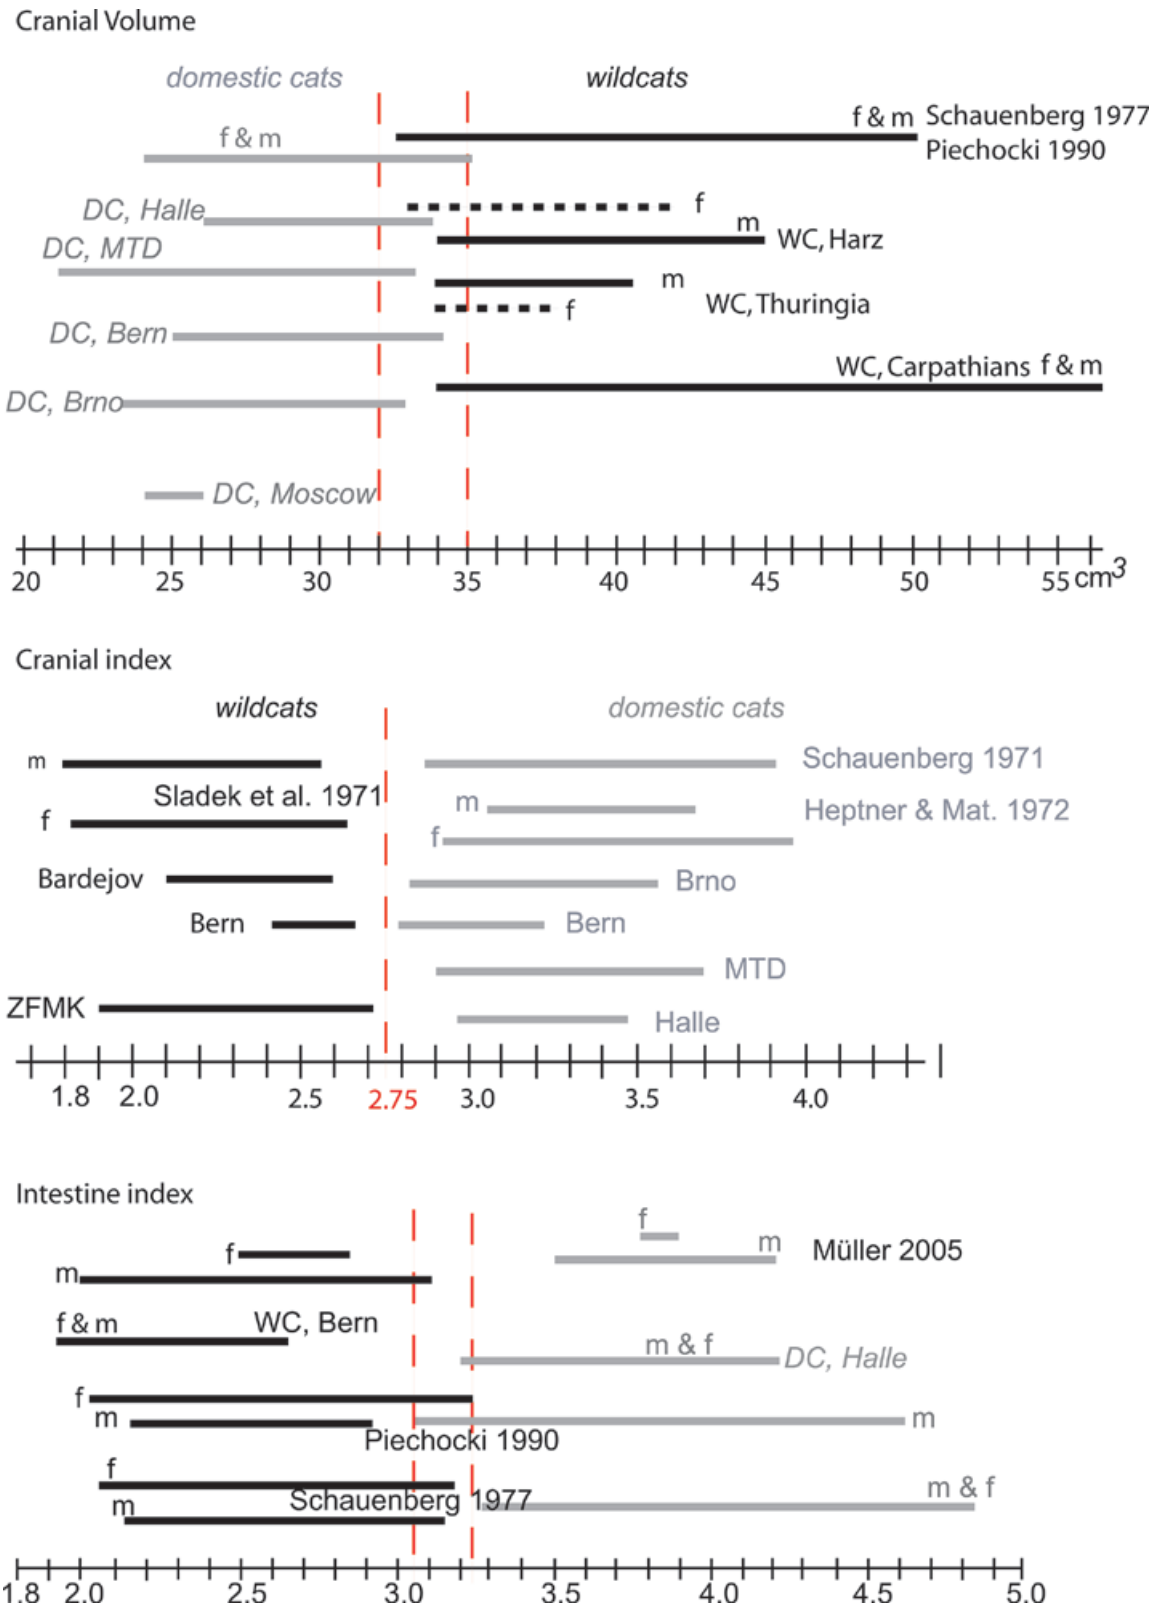 Cranial Volume
domestic cats
wildcats
f & m Schauenberg 1977
f & m
Piechocki 1990
DC, Halle
f
m
WC, Harz
DC, MTD
m
WC, Thuringia
f
DC, Bern
WC, Carpathians f & m
DC, Brno
DC, Moscow
20 25 30 35 40 45 50 55 cm3
Cranial index
wildcats
domestic cats
m
Schauenberg 1971
Sladek et al. 1971
m
Heptner & Mat. 1972
f
f
Bardejov
Brno
Bern
Bern
MTD
ZFMK
Halle
1.8 2.0 2.5 2.75 3.0 3.5 4.0
Intestine index
f
m
Müller 2005
f
m
f & m
WC, Bern
m & f
DC, Halle
f
m
m
Piechocki 1990
f
m & f
m
Schauenberg 1977
1.8 2.0 2.5 3.0 3.5 4.0 4.5 5.0